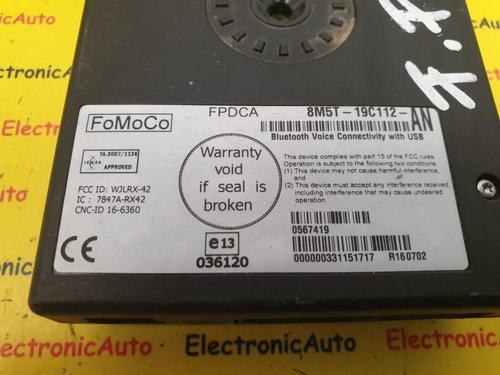 ElectronicAuto
FPDCA
8M5T-19C112-AN
FoMoCo
Bluetooth Voice Connectivity with USB
TA-2007/1134
APPROVED
Warranty
void
if seal is
broken
This device complies with part 15 of the FCC rules.
Operation is subject to the following two conditions:
(1) This device may not cause harmful interference,
and
(2) This device must accept any interference received,
including interference that may cause undesired
operation.
FCC ID: WJLRX-42
IC : 7847A-RX42
CNC-ID 16-6360
0567419
CE
e13
036120
000000331151717
R160702
ElectronicAuto
ElectronicAuto
ElectronicAuto